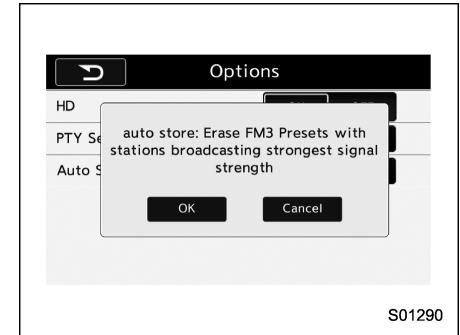 Options
HD
PTY Se
auto store: Erase FM3 Presets with
stations broadcasting strongest signal
strength
Auto S
OK
Cancel
S01290